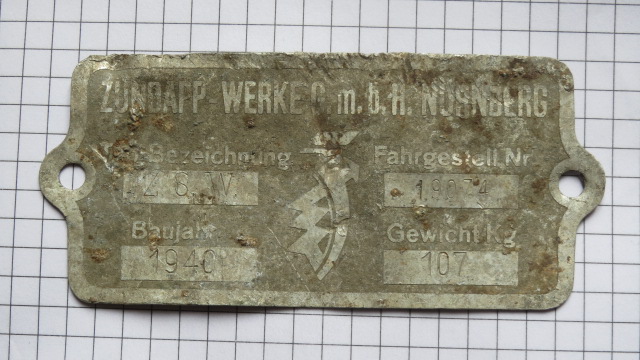 ZÜNDAPP-WERKE G.m.b.H. NÜRNBERG
Bezeichnung Fahrgestell.Nr.
Baujahr Gewicht Kg.
1940 107